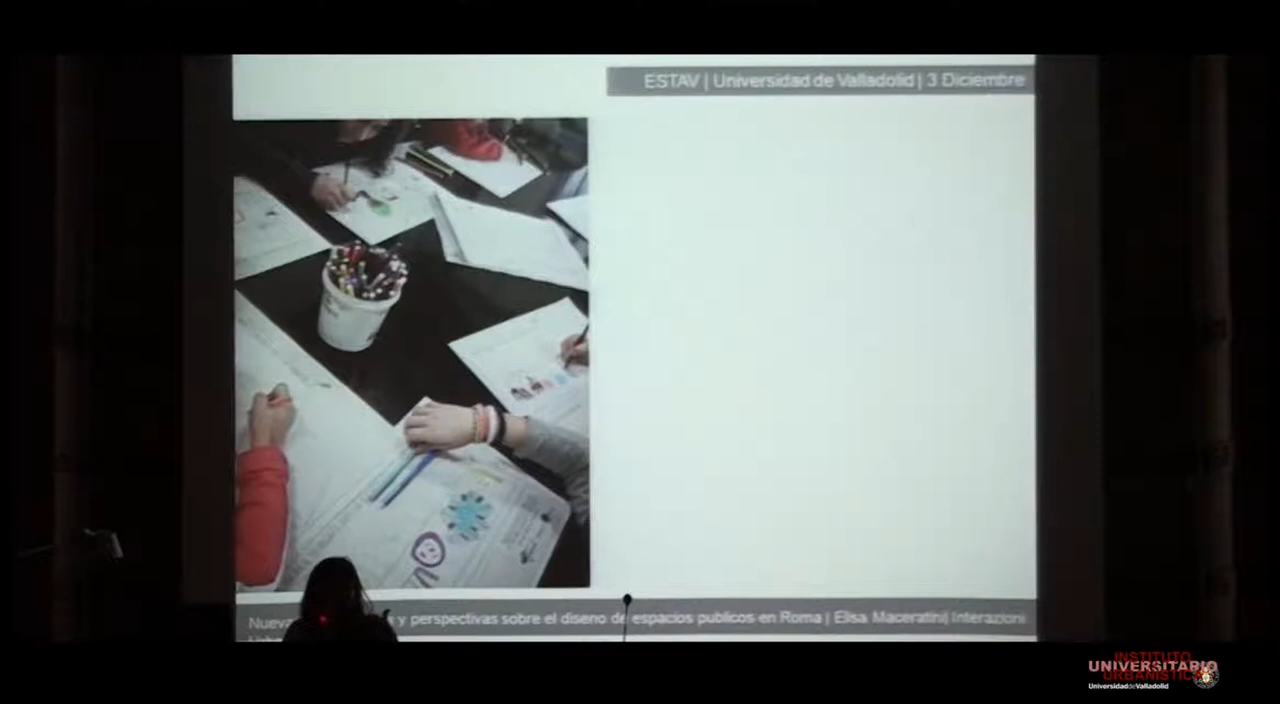 ESTAV | Universidad de Valladolid | 3 Diciembre
Nueva y perspectivas sobre el diseno de espacios publicos en Roma | Elisa Maceratini| Interazioni
INSTITUTO
UNIVERSITARIO
URBANÍSTICA
Universidad de Valladolid